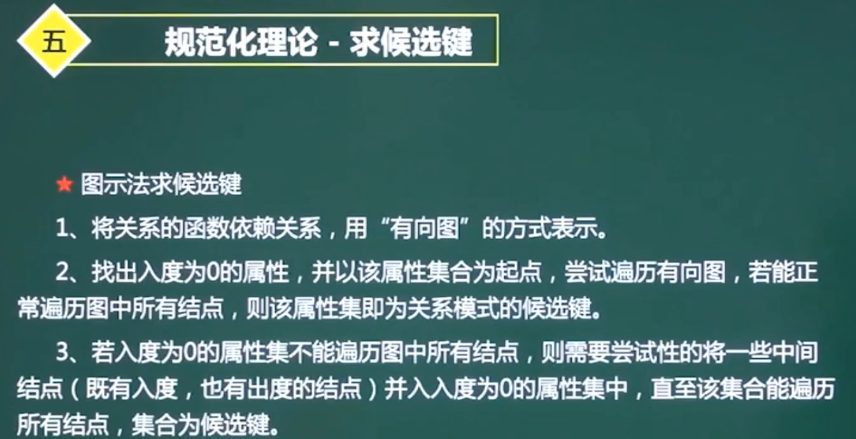 五
规范化理论 - 求候选键
★ 图示法求候选键
1、将关系的函数依赖关系，用“有向图”的方式表示。
2、找出入度为0的属性，并以该属性集合为起点，尝试遍历有向图，若能正
常遍历图中所有结点，则该属性集即为关系模式的候选键。
3、若入度为0的属性集不能遍历图中所有结点，则需要尝试性的将一些中间
结点（既有入度，也有出度的结点）并入入度为0的属性集中，直至该集合能遍历
所有结点，集合为候选键。